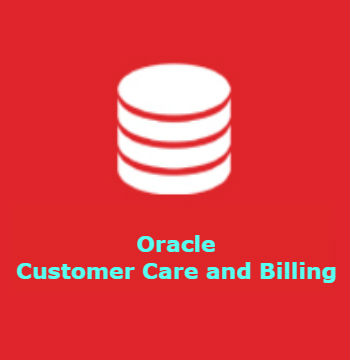 Oracle
Customer Care and Billing